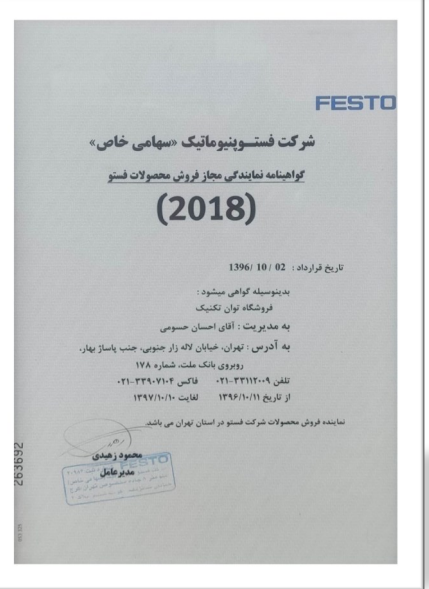 FESTO
شرکت فستــوپنیوماتیک «سهامی خاص»
گواهینامه نمایندگی مجاز فروش محصولات فستو
(2018)
تاریخ قرارداد : 02 / 10 / 1396
بدینوسیله گواهی میشود :
فروشگاه توان تکنیک
به مدیریت : آقای احسان حسومی
به آدرس : تهران، خیابان لاله زار جنوبی، جنب پاساژ بهار،
روبروی بانک ملت، شماره ۱۷۸
تلفن ۳۳۱۱۲۰۰۹-۰۲۱ فاکس ۳۳۹۰۷۱۰۴-۰۲۱
از تاریخ ۱۳۹۶/۱۰/۱۱ لغایت ۱۳۹۷/۱۰/۱۰
نماینده فروش محصولات شرکت فستو در استان تهران می باشد.
محمود زهیدی
مدیرعامل
FESTO
263692